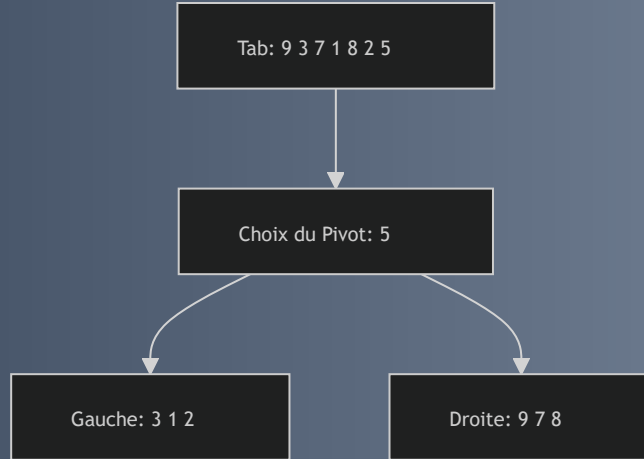 Tab: 9 3 7 1 8 2 5
Choix du Pivot: 5
Gauche: 3 1 2
Droite: 9 7 8